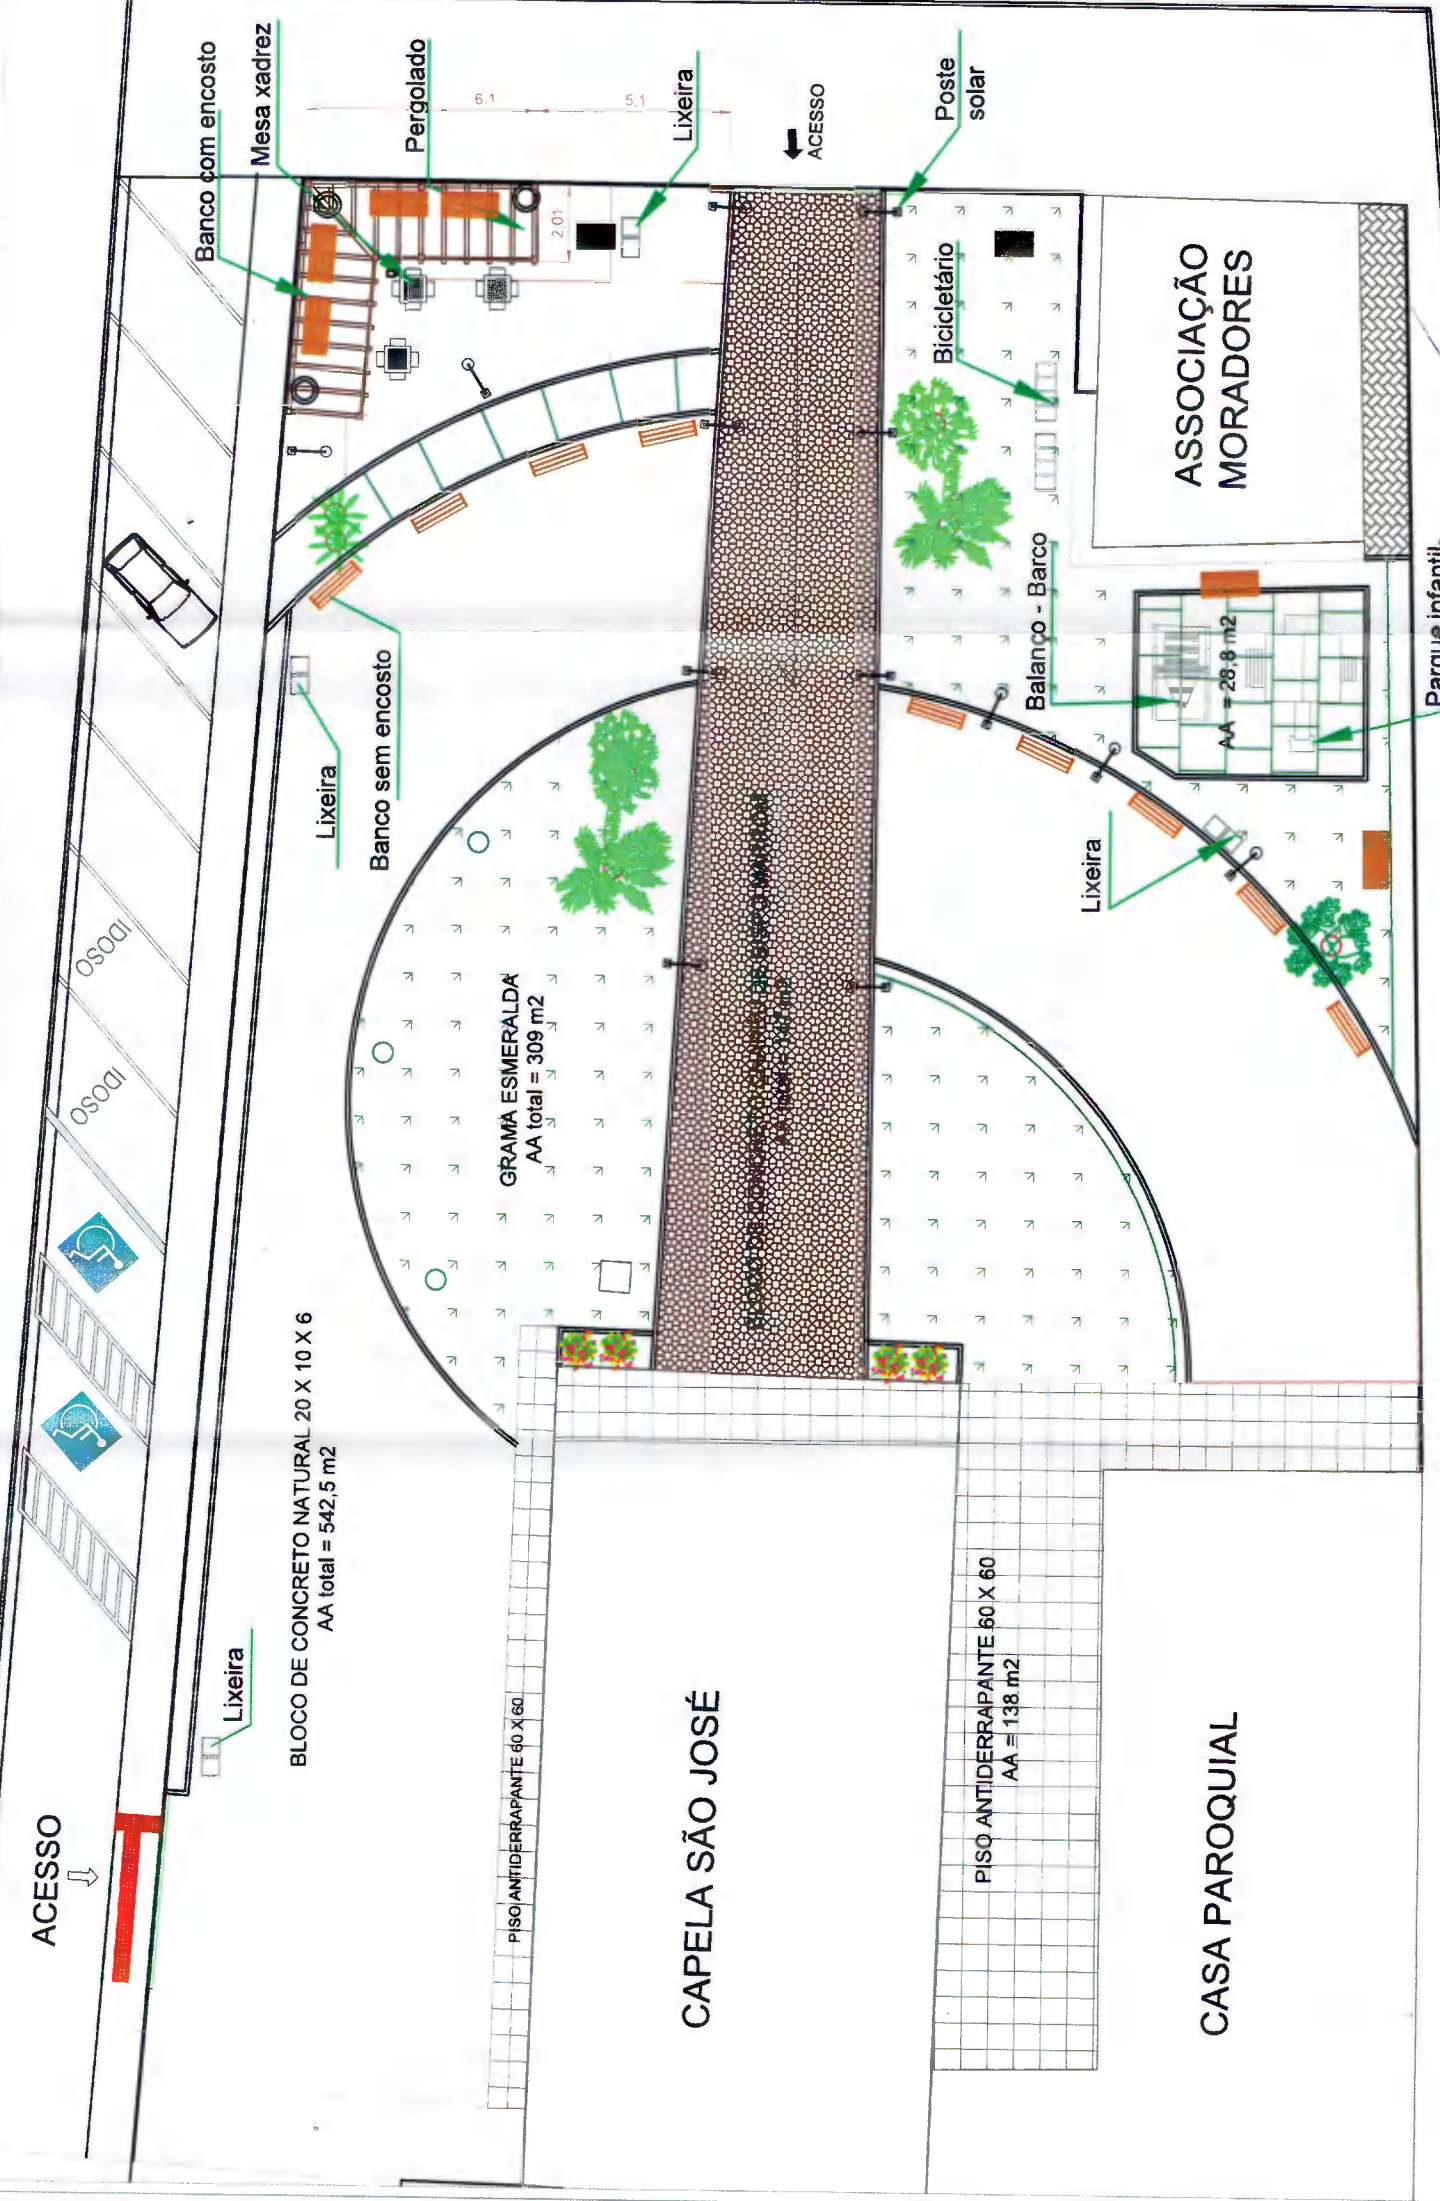 Banco com encosto
Mesa xadrez
Pergolado
6,1
5,1
Lixeira
ACESSO
Poste
solar
2,01
Bicicletário
ASSOCIAÇÃO
MORADORES
Balanço - Barco
AA = 28,8 m2
Parque infantil
Lixeira
Banco sem encosto
Lixeira
IDOSO
IDOSO
GRAMA ESMERALDA
AA total = 309 m2
BLOCO DE CONCRETO NATURAL 20 X 10 X 6
AA total = 542,5 m2
Lixeira
ACESSO
PISO ANTIDERRAPANTE 60 X 60
CAPELA SÃO JOSÉ
PISO ANTIDERRAPANTE 60 X 60
AA = 138 m2
CASA PAROQUIAL